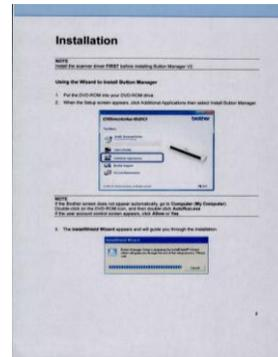 Installation
NOTE
Install the scanner driver FIRST before installing Button Manager V2.
Using the Wizard to Install Button Manager
1. Put the DVD-ROM into your DVD-ROM drive.
2. When the Setup screen appears, click Additional Applications then select Install Button Manager
brother
NOTE
If the Brother screen does not appear automatically, go to Computer (My Computer).
Double-click on the DVD-ROM icon, and then double-click AutoRun.exe
If the user account control screen appears, click Allow or Yes.
The InstallShield Wizard appears and will guide you through the installation
InstallShield Wizard
Cancel